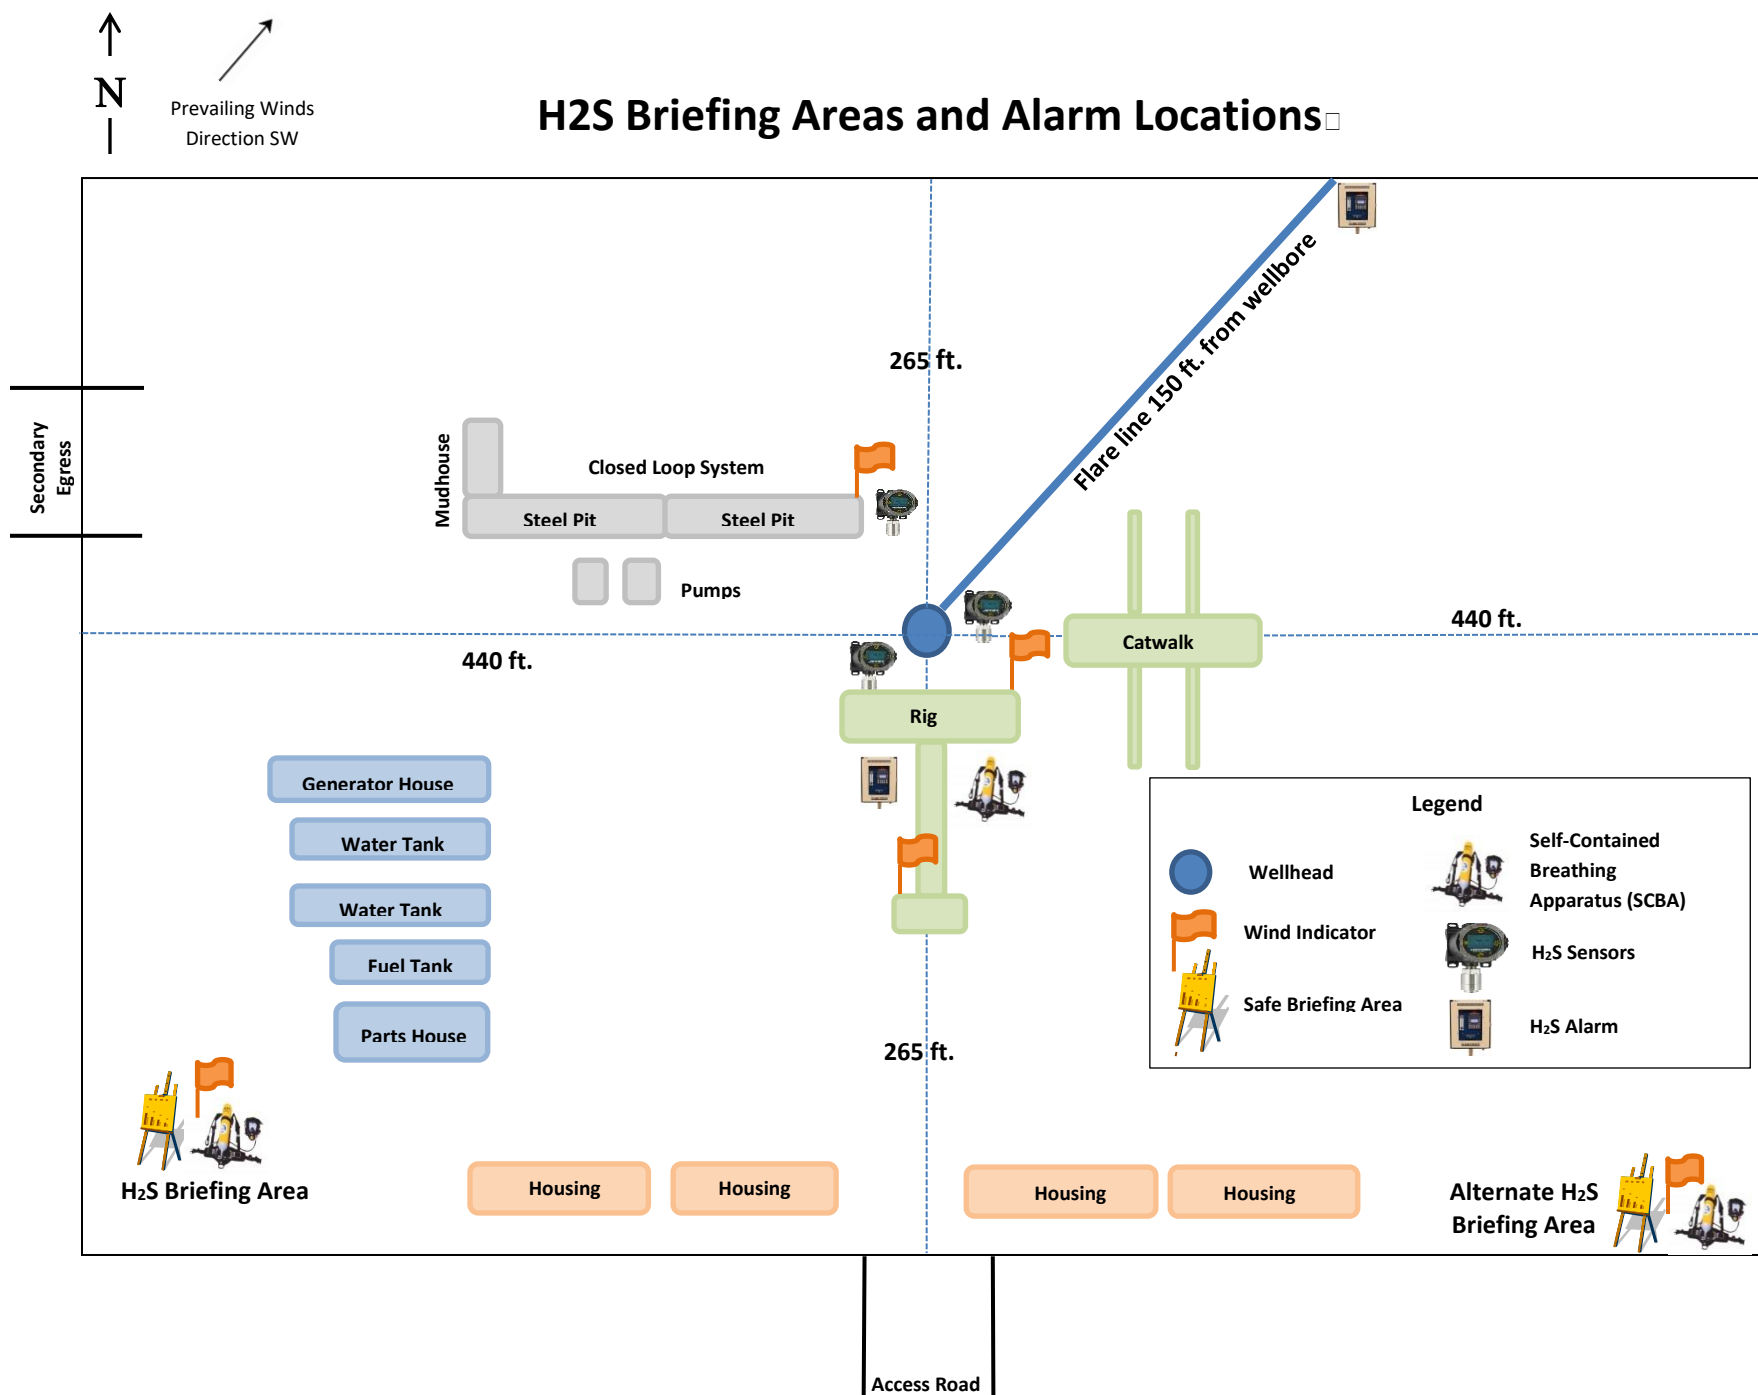 N
Prevailing Winds
Direction SW
H2S Briefing Areas and Alarm Locations
265 ft.
Flare line 150 ft. from wellbore
Secondary
Egress
Mudhouse
Closed Loop System
Steel Pit
Steel Pit
Pumps
440 ft.
440 ft.
Catwalk
Rig
Generator House
Water Tank
Water Tank
Fuel Tank
Parts House
265 ft.
Legend
Wellhead
Self-Contained
Breathing
Apparatus (SCBA)
Wind Indicator
H2S Sensors
Safe Briefing Area
H2S Alarm
H2S Briefing Area
Housing
Housing
Housing
Housing
Alternate H2S
Briefing Area
Access Road